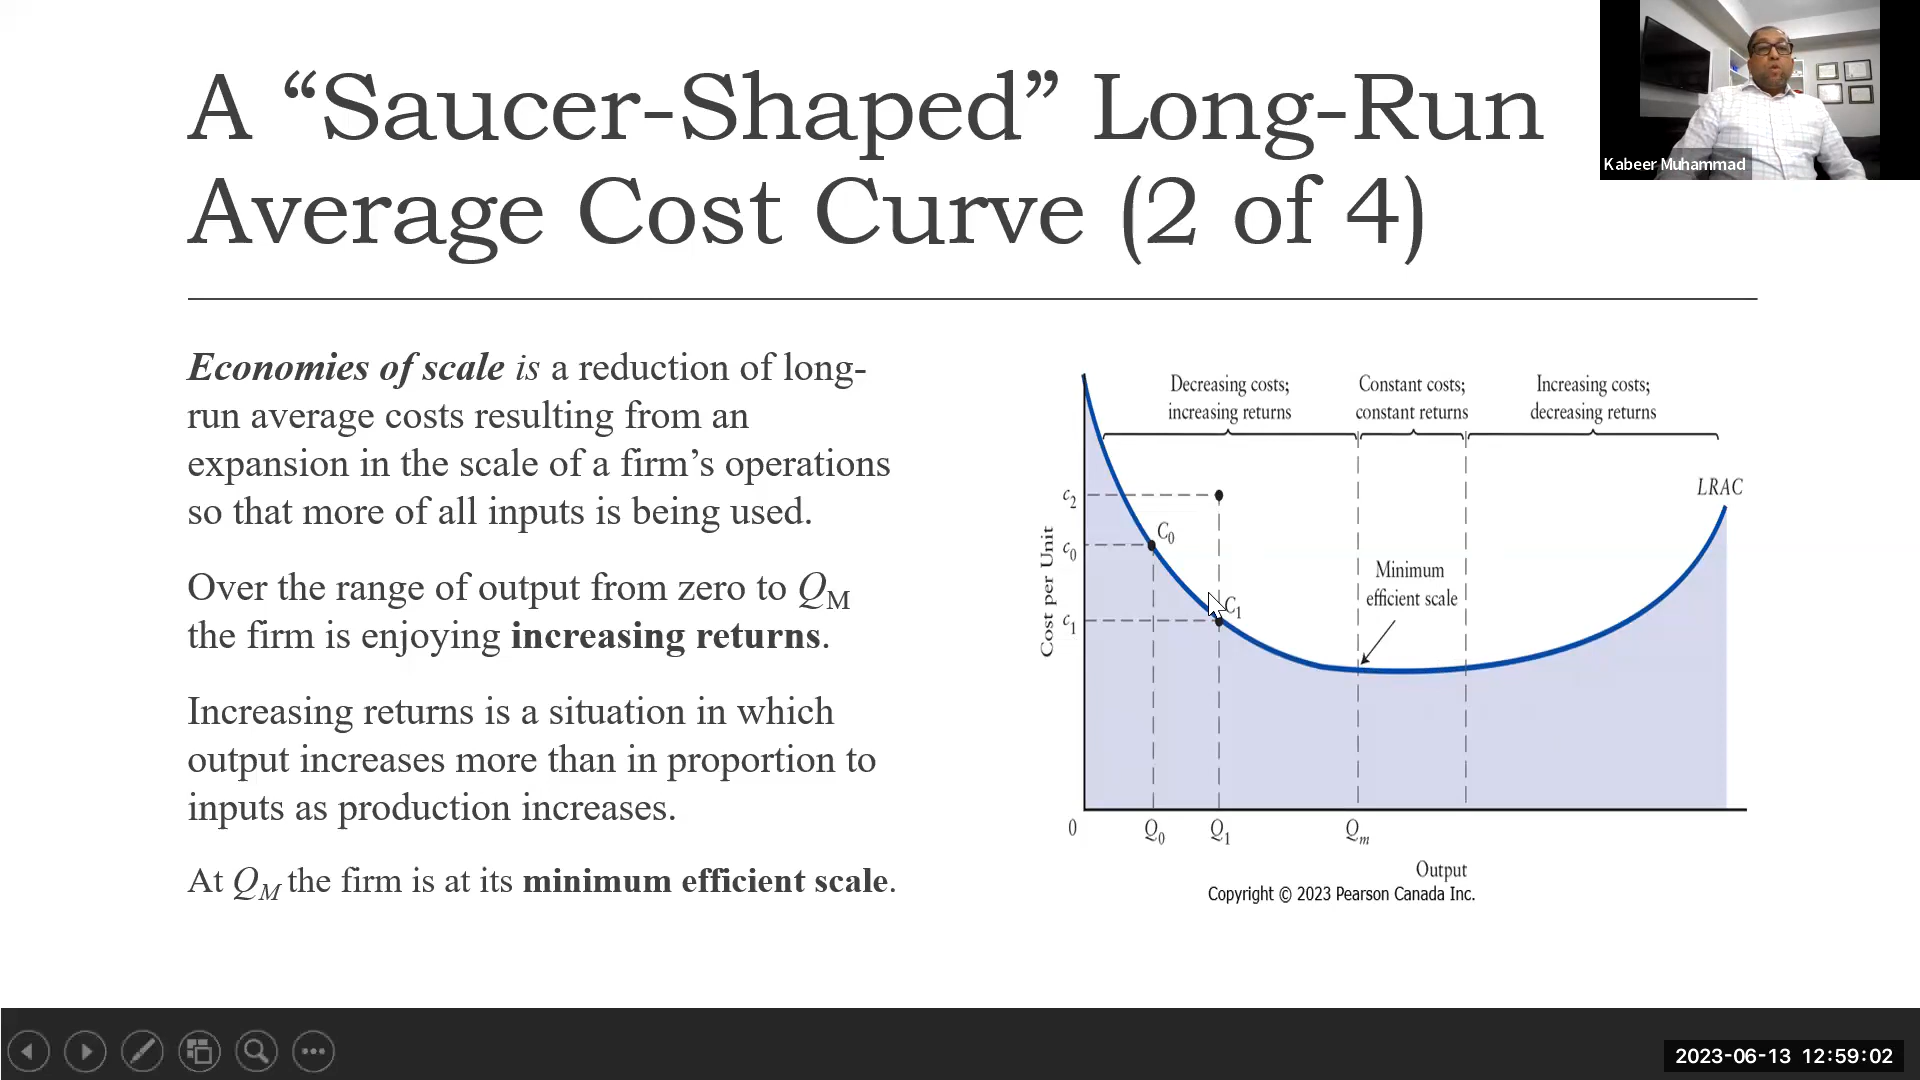 A “Saucer-Shaped” Long-Run
Average Cost Curve (2 of 4)
Kabeer Muhammad
Economies of scale is a reduction of long-
run average costs resulting from an
expansion in the scale of a firm’s operations
so that more of all inputs is being used.
Over the range of output from zero to QM
the firm is enjoying increasing returns.
Increasing returns is a situation in which
output increases more than in proportion to
inputs as production increases.
At QM the firm is at its minimum efficient scale.
Decreasing costs;
increasing returns
Constant costs;
constant returns
Increasing costs;
decreasing returns
LRAC
c2
C0
c0
Minimum
efficient scale
C1
c1
Cost per Unit
0
Q0
Q1
Qm
Output
Copyright © 2023 Pearson Canada Inc.
2023-06-13 12:59:02